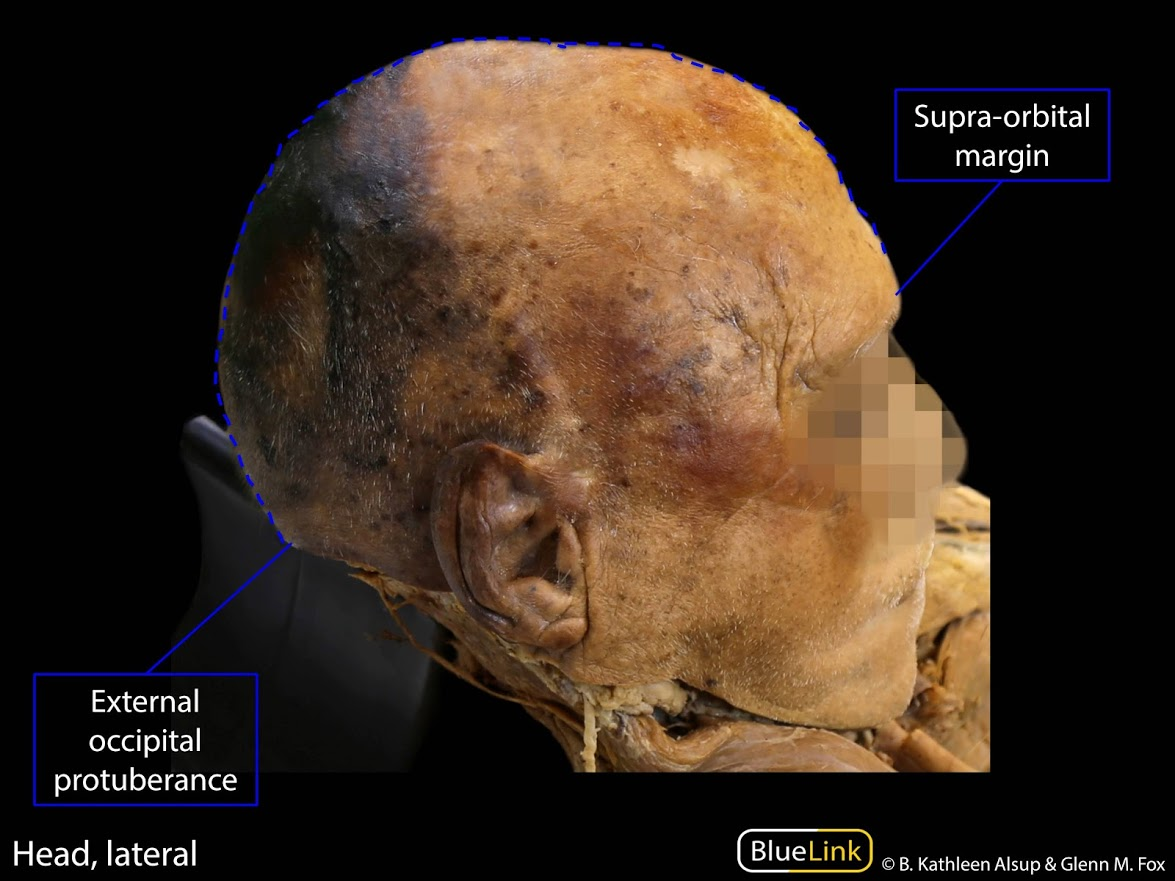 Supra-orbital
margin
External
occipital
protuberance
Head, lateral
BlueLink
© B. Kathleen Alsup & Glenn M. Fox